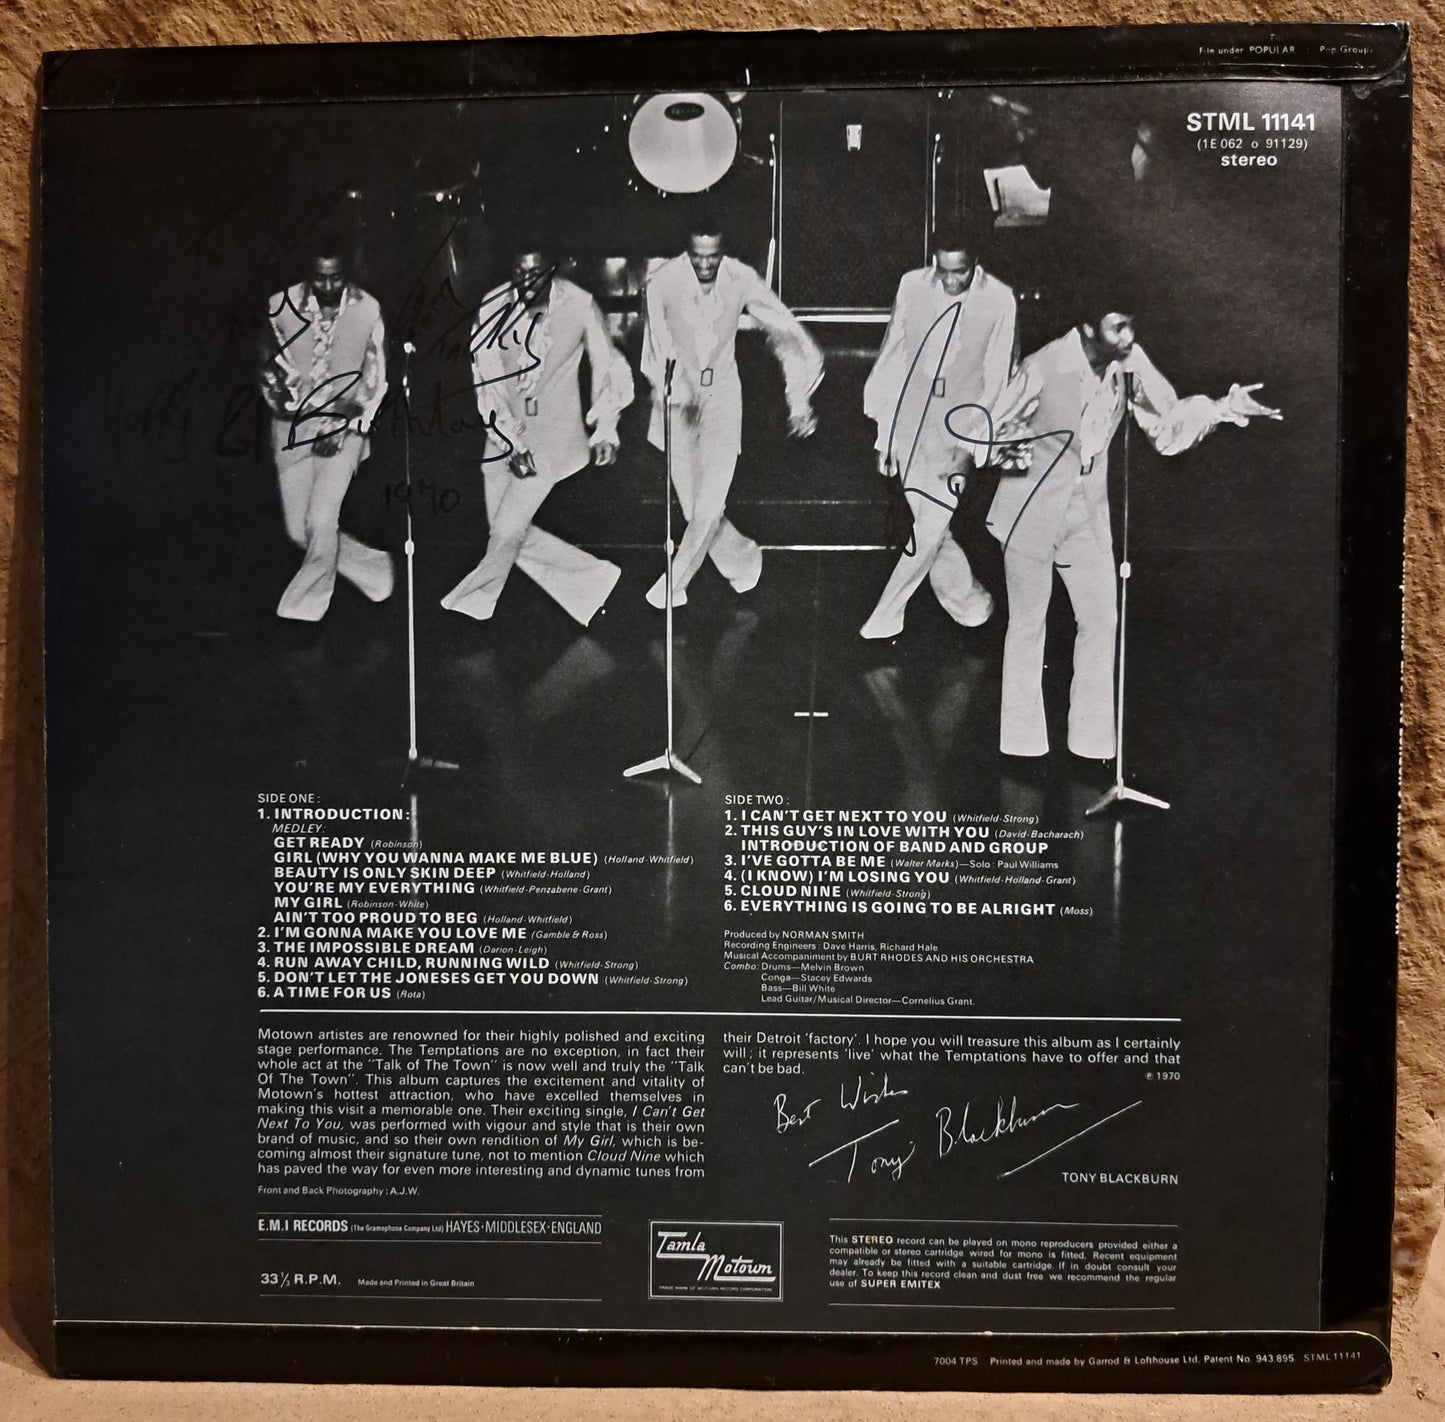 File under POPULAR : Pop Groups
STML 11141
(1E 062 o 91129)
stereo
To
Happy 21 Birthday
1970
SIDE ONE:
1. INTRODUCTION:
MEDLEY:
GET READY (Robinson)
GIRL (WHY YOU WANNA MAKE ME BLUE) (Holland-Whitfield)
BEAUTY IS ONLY SKIN DEEP (Whitfield-Holland)
YOU'RE MY EVERYTHING (Whitfield-Penzabene-Grant)
MY GIRL (Robinson-White)
AIN'T TOO PROUD TO BEG (Holland-Whitfield)
2. I'M GONNA MAKE YOU LOVE ME (Gamble & Ross)
3. THE IMPOSSIBLE DREAM (Darion-Leigh)
4. RUN AWAY CHILD, RUNNING WILD (Whitfield-Strong)
5. DON'T LET THE JONESES GET YOU DOWN (Whitfield-Strong)
6. A TIME FOR US (Rota)
SIDE TWO:
1. I CAN'T GET NEXT TO YOU (Whitfield-Strong)
2. THIS GUY'S IN LOVE WITH YOU (David-Bacharach)
INTRODUCTION OF BAND AND GROUP
3. I'VE GOTTA BE ME (Walter Marks)—Solo: Paul Williams
4. (I KNOW) I'M LOSING YOU (Whitfield-Holland-Grant)
5. CLOUD NINE (Whitfield-Strong)
6. EVERYTHING IS GOING TO BE ALRIGHT (Moss)
Produced by NORMAN SMITH
Recording Engineers: Dave Harris, Richard Hale
Musical Accompaniment by BURT RHODES AND HIS ORCHESTRA
Combo: Drums—Melvin Brown
Conga—Stacey Edwards
Bass—Bill White
Lead Guitar/Musical Director—Cornelius Grant.
Motown artistes are renowned for their highly polished and exciting
stage performance. The Temptations are no exception, in fact their
whole act at the "Talk of The Town" is now well and truly the "Talk
Of The Town". This album captures the excitement and vitality of
Motown's hottest attraction, who have excelled themselves in
making this visit a memorable one. Their exciting single, I Can't Get
Next To You, was performed with vigour and style that is their own
brand of music, and so their own rendition of My Girl, which is be-
coming almost their signature tune, not to mention Cloud Nine which
has paved the way for even more interesting and dynamic tunes from
their Detroit 'factory'. I hope you will treasure this album as I certainly
will; it represents 'live' what the Temptations have to offer and that
can't be bad.
℗ 1970
Best Wishes
Tony Blackburn
TONY BLACKBURN
Front and Back Photography: A.J.W.
E.M.I RECORDS (The Gramophone Company Ltd) HAYES·MIDDLESEX·ENGLAND
33⅓ R.P.M. Made and Printed in Great Britain
Tamla
Motown
TRADE MARK OF MOTOWN RECORD CORPORATION
This STEREO record can be played on mono reproducers provided either a
compatible or stereo cartridge wired for mono is fitted. Recent equipment
may already be fitted with a suitable cartridge. If in doubt consult your
dealer. To keep this record clean and dust free we recommend the regular
use of SUPER EMITEX
7004 TPS Printed and made by Garrod & Lofthouse Ltd. Patent No. 943,895 STML 11141